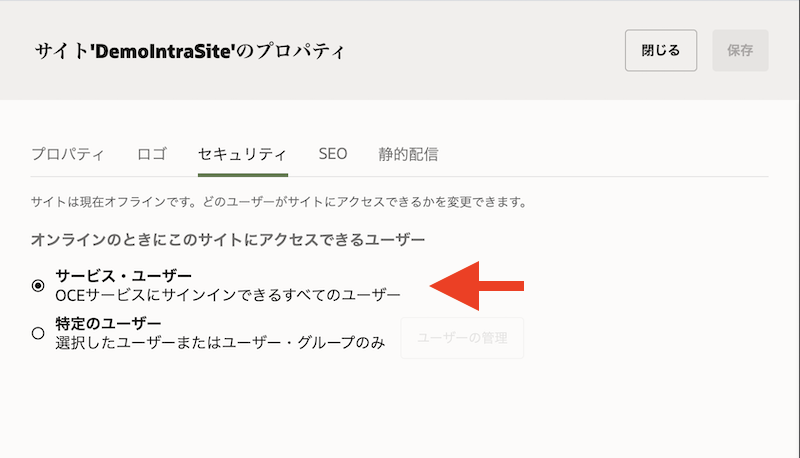 サイト'DemoIntraSite'のプロパティ
閉じる
保存
プロパティ
ロゴ
セキュリティ
SEO
静的配信
サイトは現在オフラインです。どのユーザーがサイトにアクセスできるかを変更できます。
オンラインのときにこのサイトにアクセスできるユーザー
サービス・ユーザー
OCEサービスにサインインできるすべてのユーザー
特定のユーザー
選択したユーザーまたはユーザー・グループのみ
ユーザーの管理